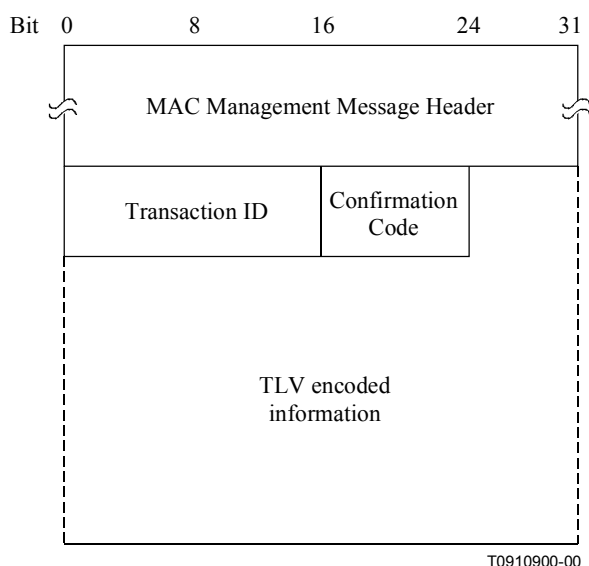 Bit 0 8 16 24 31
MAC Management Message Header
Transaction ID
Confirmation
Code
TLV encoded
information
T0910900-00